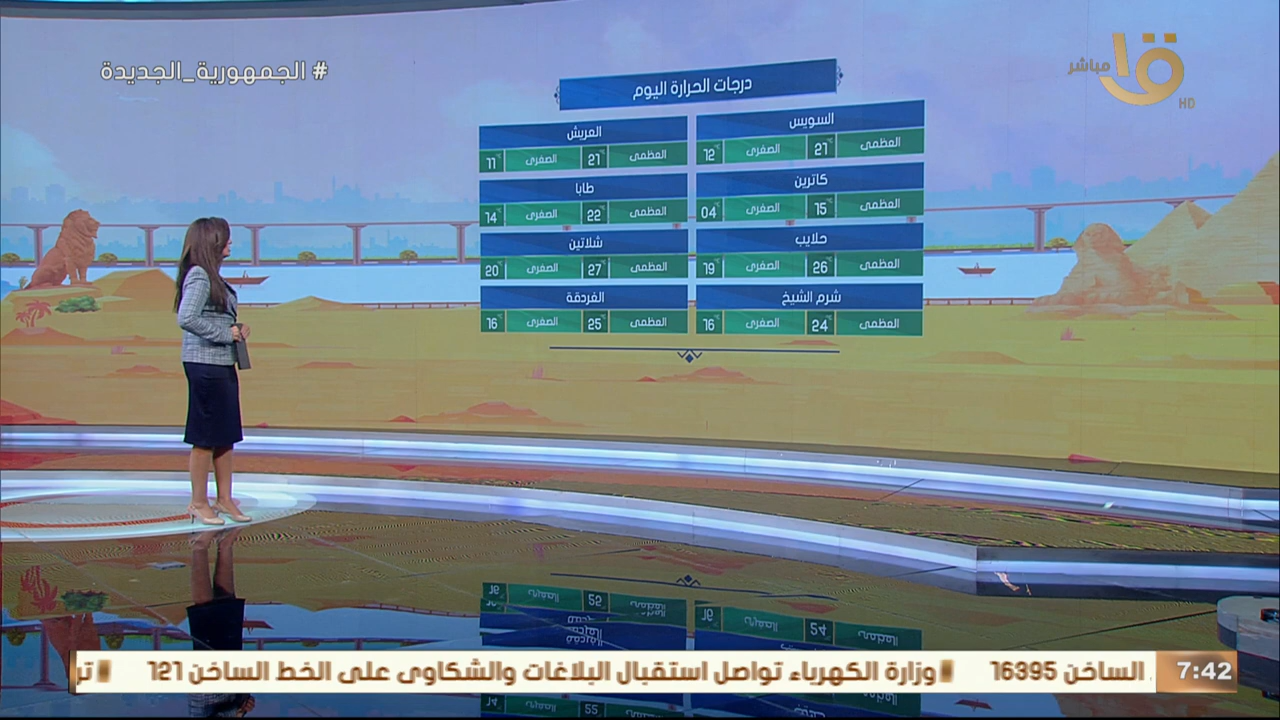 # الجمهورية_الجديدة
مباشر
HD
درجات الحرارة اليوم
السويس
العظمى 21 الصغرى 12
العريش
العظمى 21 الصغرى 11
كاترين
العظمى 15 الصغرى 04
طابا
العظمى 22 الصغرى 14
حلايب
العظمى 26 الصغرى 19
شلاتين
العظمى 27 الصغرى 20
شرم الشيخ
العظمى 24 الصغرى 16
الغردقة
العظمى 25 الصغرى 16
7:42
الساخن 16395 وزارة الكهرباء تواصل استقبال البلاغات والشكاوى على الخط الساخن 121